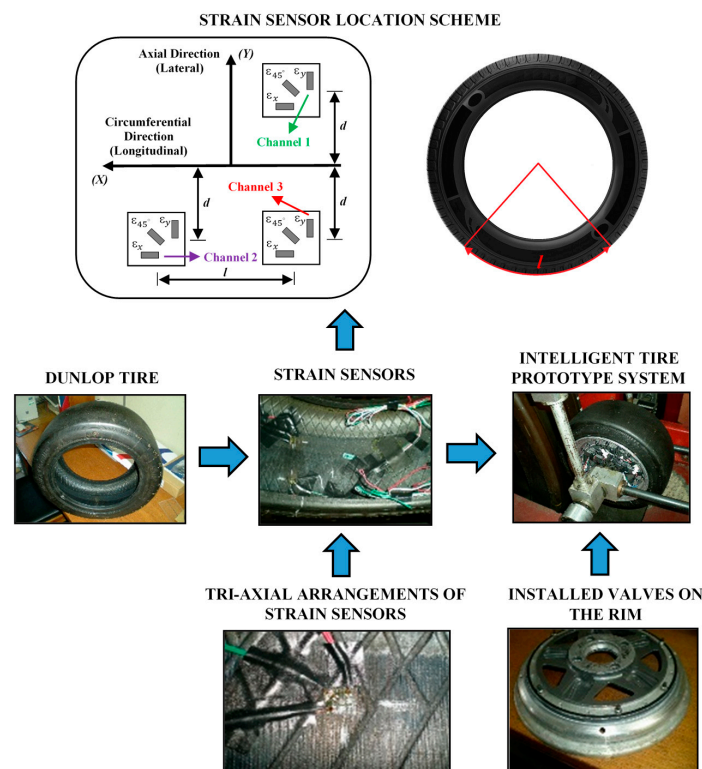 STRAIN SENSOR LOCATION SCHEME
Axial Direction
(Lateral)
(Y)
ε45° εy
εx
Channel 1
d
Circumferential
Direction
(Longitudinal)
(X)
d
Channel 3
d
ε45° εy
εx
Channel 2
ε45° εy
εx
l
l
DUNLOP TIRE
STRAIN SENSORS
INTELLIGENT TIRE
PROTOTYPE SYSTEM
TRI-AXIAL ARRANGEMENTS OF
STRAIN SENSORS
INSTALLED VALVES ON
THE RIM